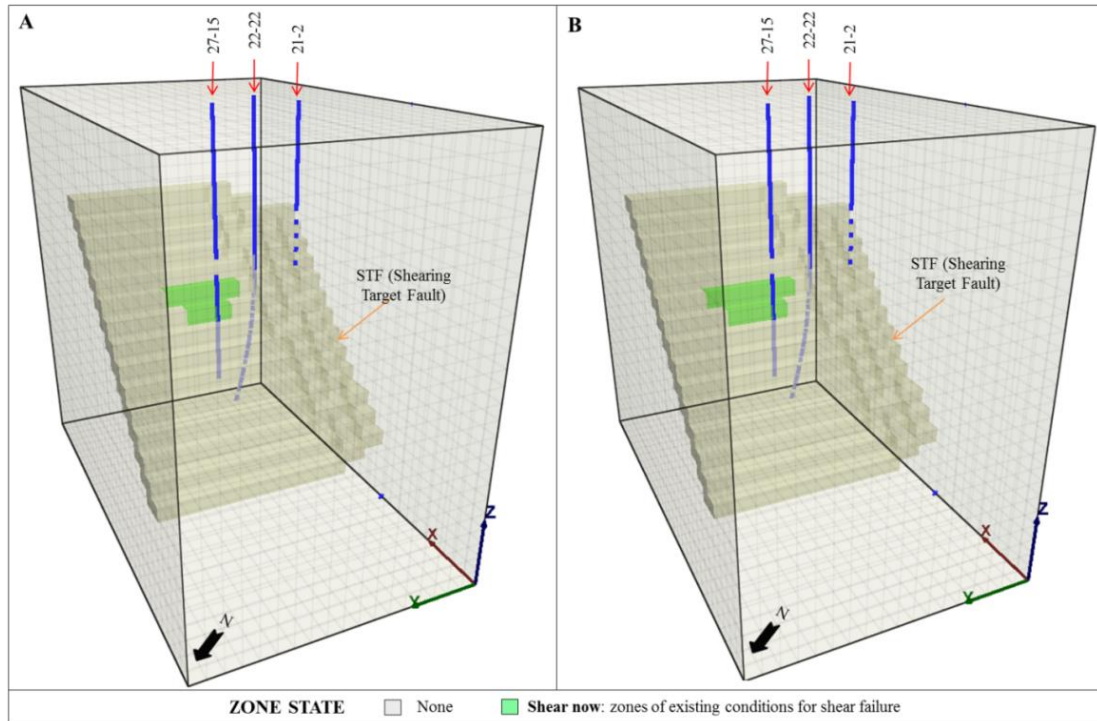 A
27-15
22-22
21-2
STF (Shearing
Target Fault)
X
Z
Y
N
B
27-15
22-22
21-2
STF (Shearing
Target Fault)
X
Z
Y
N
ZONE STATE None Shear now: zones of existing conditions for shear failure